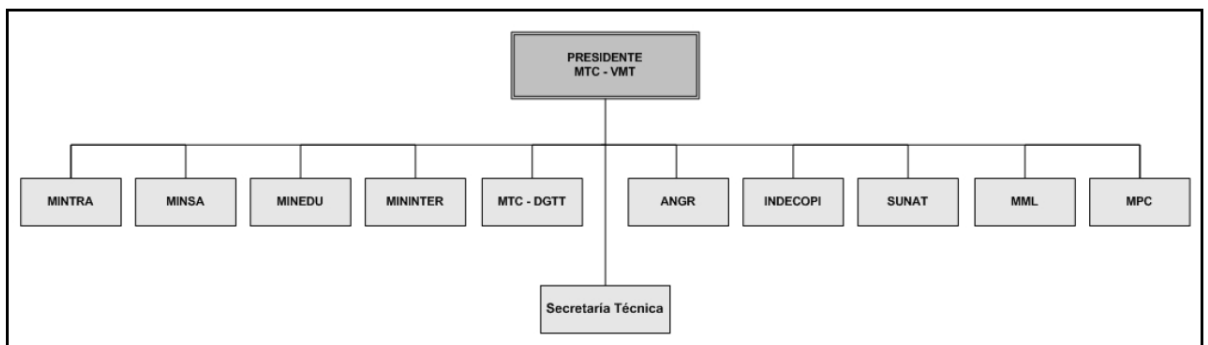 PRESIDENTE
MTC - VMT
MINTRA
MINSA
MINEDU
MININTER
MTC - DGTT
ANGR
INDECOPI
SUNAT
MML
MPC
Secretaría Técnica